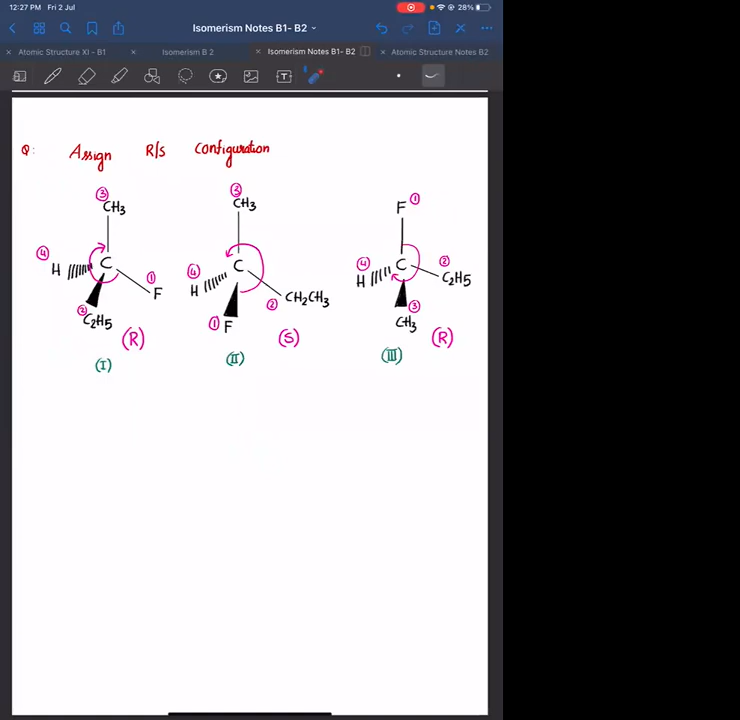 12:27 PM Fri 2 Jul
28%
Isomerism Notes B1- B2
Atomic Structure XI - B1
Isomerism B 2
Isomerism Notes B1- B2
Atomic Structure Notes B2
Q: Assign R/S Configuration
3
CH3
4
H
C
1
F
2
C2H5
(R)
(I)
3
CH3
4
H
C
2
CH2CH3
1 F
(S)
(II)
F 1
4
H
C
2
C2H5
3
CH3
(R)
(III)